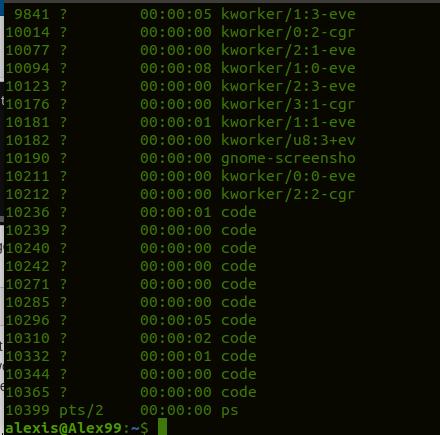 9841 ?        00:00:05 kworker/1:3-eve
10014 ?        00:00:00 kworker/0:2-cgr
10077 ?        00:00:00 kworker/2:1-eve
10094 ?        00:00:08 kworker/1:0-eve
10123 ?        00:00:00 kworker/2:3-eve
10176 ?        00:00:00 kworker/3:1-cgr
10181 ?        00:00:01 kworker/1:1-eve
10182 ?        00:00:00 kworker/u8:3+ev
10190 ?        00:00:00 gnome-screensho
10211 ?        00:00:00 kworker/0:0-eve
10212 ?        00:00:00 kworker/2:2-cgr
10236 ?        00:00:01 code
10239 ?        00:00:00 code
10240 ?        00:00:00 code
10242 ?        00:00:00 code
10271 ?        00:00:00 code
10285 ?        00:00:00 code
10296 ?        00:00:05 code
10310 ?        00:00:02 code
10332 ?        00:00:01 code
10344 ?        00:00:00 code
10365 ?        00:00:00 code
10399 pts/2    00:00:00 ps
alexis@Alex99:~$